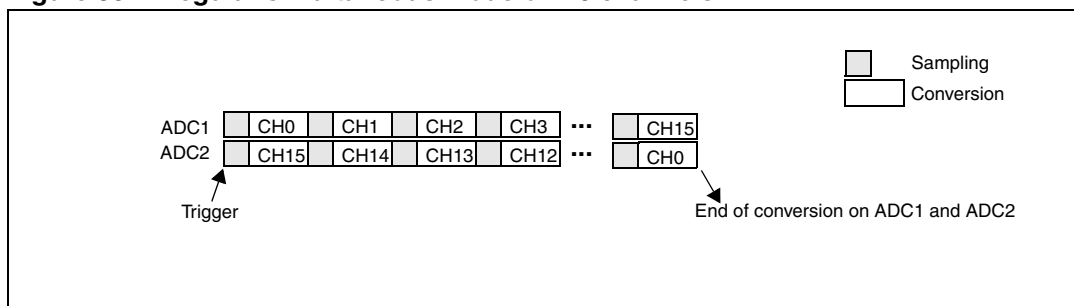 Sampling
Conversion
ADC1 CH0 CH1 CH2 CH3 ... CH15
ADC2 CH15 CH14 CH13 CH12 ... CH0
Trigger
End of conversion on ADC1 and ADC2